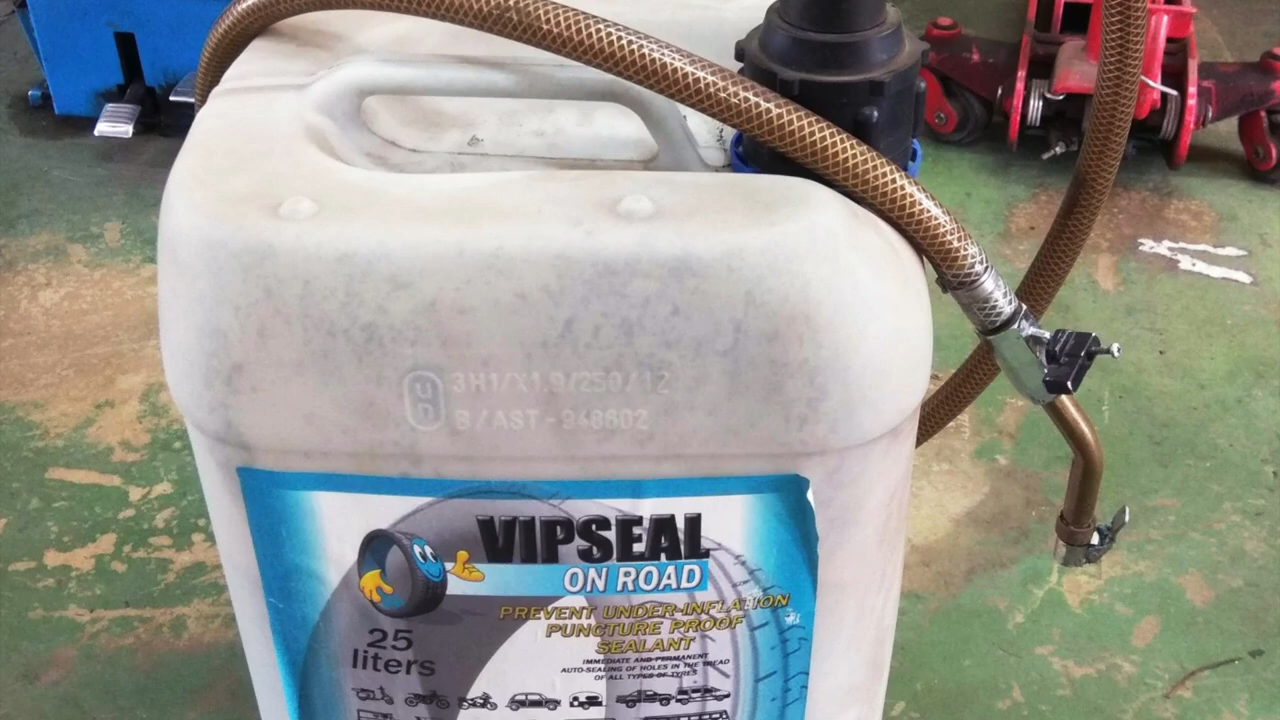 un
3H1/X1.9/250/12
B/AST-948602
VIPSEAL
ON ROAD
PREVENT UNDER-INFLATION
PUNCTURE PROOF
SEALANT
IMMEDIATE AND PERMANENT
AUTO-SEALING OF HOLES IN THE TREAD
OF ALL TYPES OF TYRES
25
liters